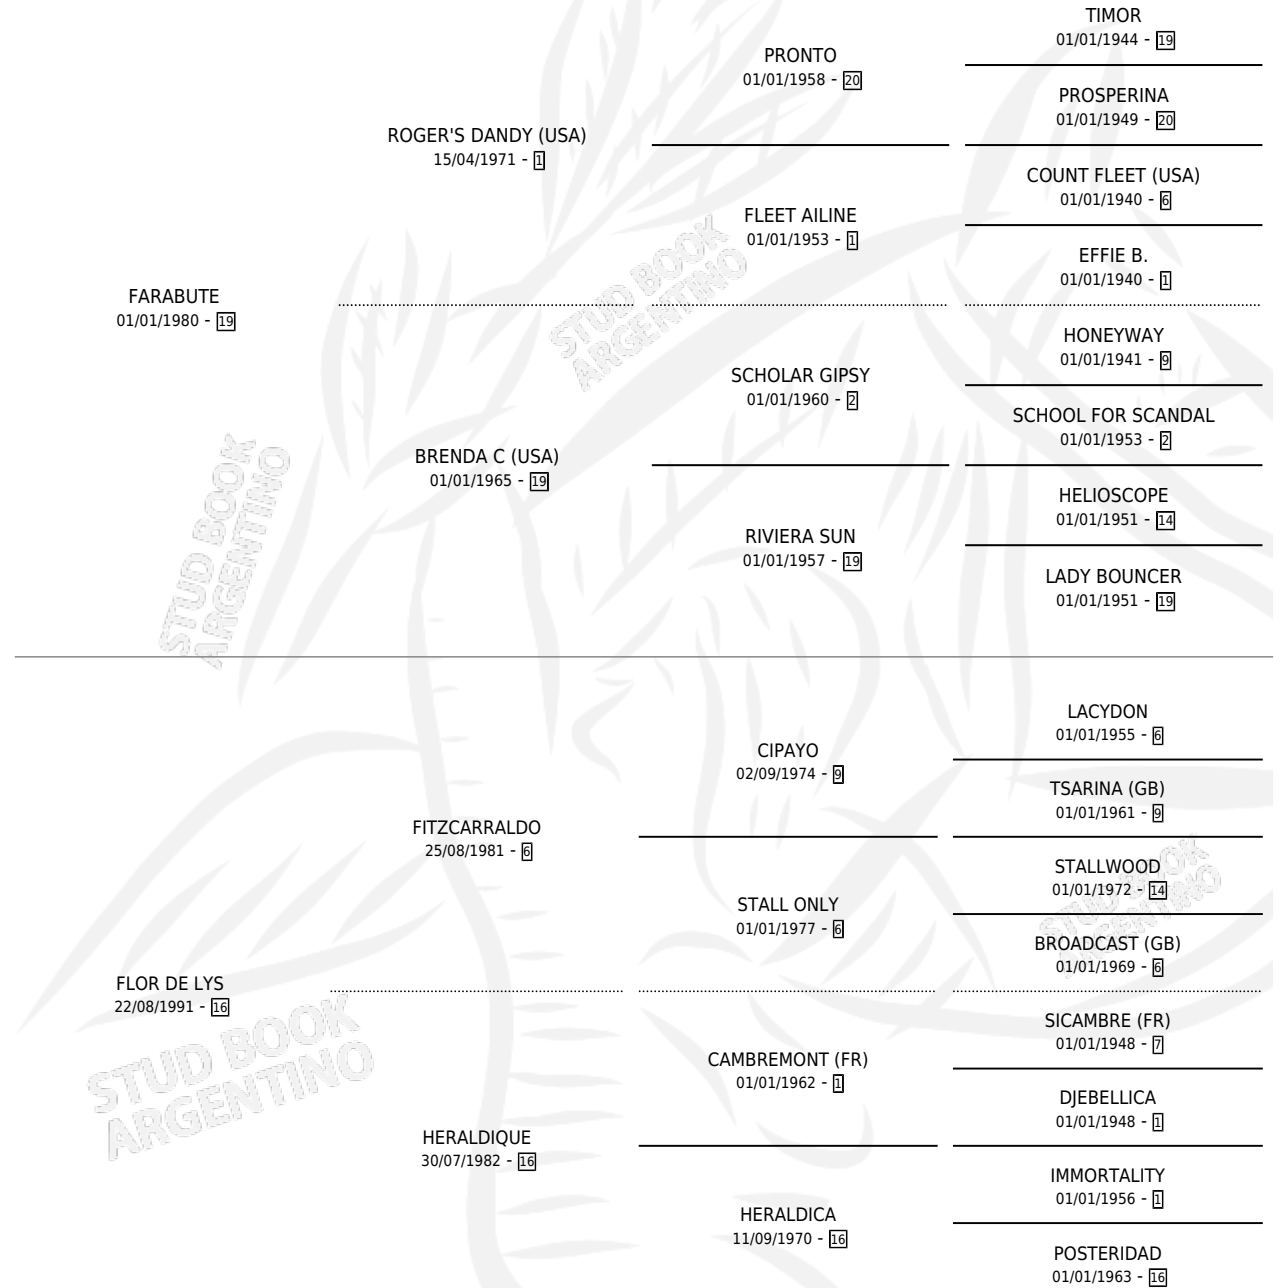 TIMOR
01/01/1944 - 19
PRONTO
01/01/1958 - 20
PROSPERINA
01/01/1949 - 20
ROGER'S DANDY (USA)
15/04/1971 - 1
COUNT FLEET (USA)
01/01/1940 - 6
FLEET AILINE
01/01/1953 - 1
EFFIE B.
01/01/1940 - 1
STUD BOOK
ARGENTINO
FARABUTE
01/01/1980 - 19
HONEYWAY
01/01/1941 - 9
SCHOLAR GIPSY
01/01/1960 - 2
SCHOOL FOR SCANDAL
01/01/1953 - 2
BRENDA C (USA)
01/01/1965 - 19
HELIOSCOPE
01/01/1951 - 14
RIVIERA SUN
01/01/1957 - 19
LADY BOUNCER
01/01/1951 - 19
STUD BOOK
ARGENTINO
LACYDON
01/01/1955 - 6
CIPAYO
02/09/1974 - 9
TSARINA (GB)
01/01/1961 - 9
FITZCARRALDO
25/08/1981 - 6
STALLWOOD
01/01/1972 - 14
STALL ONLY
01/01/1977 - 6
BROADCAST (GB)
01/01/1969 - 6
STUD BOOK
ARGENTINO
FLOR DE LYS
22/08/1991 - 16
SICAMBRE (FR)
01/01/1948 - 7
CAMBREMONT (FR)
01/01/1962 - 1
DJEBELLICA
01/01/1948 - 1
STUD BOOK
ARGENTINO
HERALDIQUE
30/07/1982 - 16
IMMORTALITY
01/01/1956 - 1
HERALDICA
11/09/1970 - 16
POSTERIDAD
01/01/1963 - 16